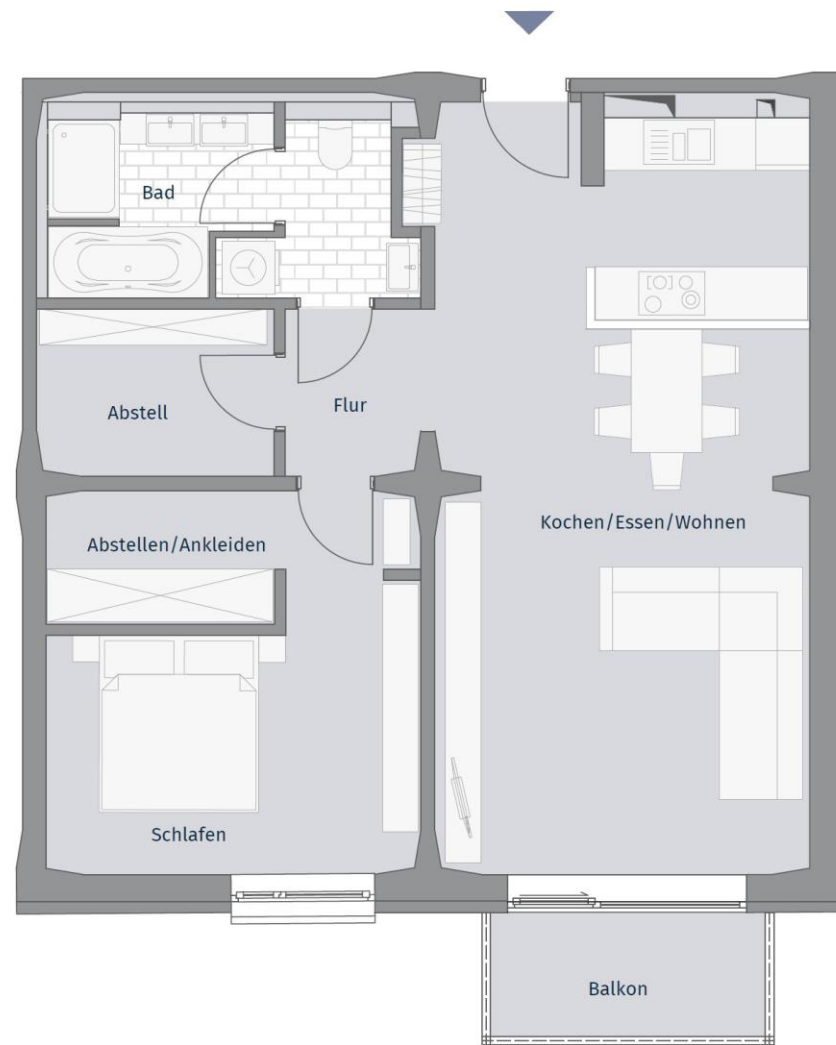 Bad
Abstell
Flur
Abstellen/Ankleiden
Kochen/Essen/Wohnen
Schlafen
Balkon